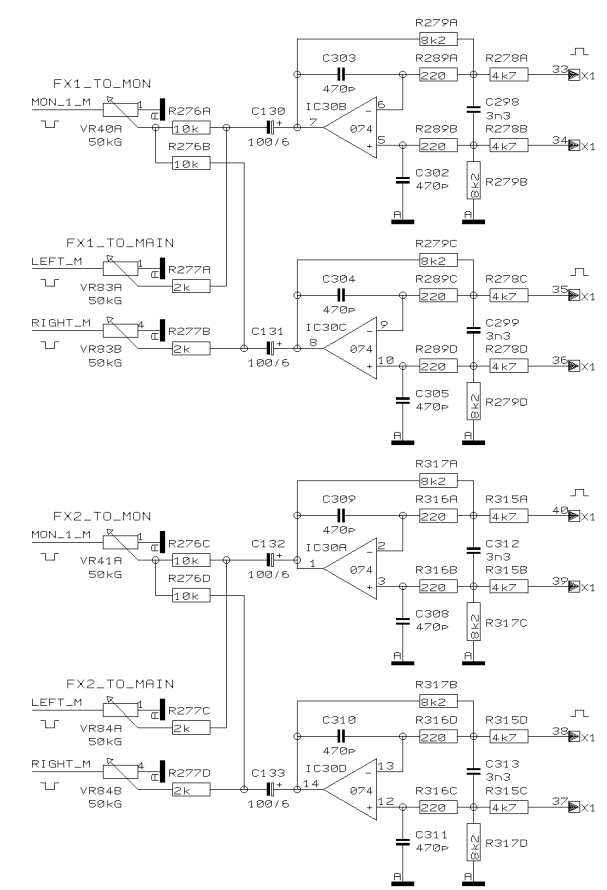 R279A
8k2
C303
R289A
R278A
220
4k7
33
X1
470p
FX1_TO_MON
MON_1_M
1
A
R276A
C130
IC30B
6
C298
3n3
10k
7
074
R289B
R278B
+
100/6
5
+
220
4k7
34
X1
VR40A
50kG
R276B
10k
C302
470p
8k2
R279B
A
A
FX1_TO_MAIN
R279C
8k2
LEFT_M
1
A
R277A
C304
R289C
R278C
220
4k7
35
X1
VR83A
50kG
2k
470p
RIGHT_M
4
A
R277B
C131
IC30C
9
C299
3n3
2k
8
074
R289D
R278D
+
100/6
10
+
220
4k7
36
X1
VR83B
50kG
C305
470p
8k2
R279D
A
A
R317A
8k2
C309
R316A
R315A
220
4k7
40
X1
470p
FX2_TO_MON
MON_1_M
1
A
R276C
C132
IC30A
2
C312
3n3
10k
1
074
R316B
R315B
+
100/6
3
+
220
4k7
39
X1
VR41A
50kG
R276D
10k
C308
470p
8k2
R317C
A
A
FX2_TO_MAIN
R317B
8k2
LEFT_M
1
A
R277C
C310
R316D
R315D
220
4k7
38
X1
VR84A
50kG
2k
470p
RIGHT_M
4
A
R277D
C133
IC30D
13
C313
3n3
2k
14
074
R316C
R315C
+
100/6
12
+
220
4k7
37
X1
VR84B
50kG
C311
470p
8k2
R317D
A
A